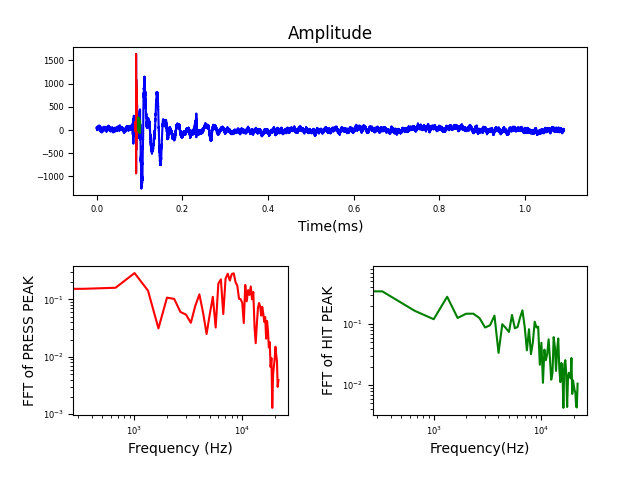 Amplitude
1500
1000
500
0
−500
−1000
0.0 0.2 0.4 0.6 0.8 1.0
Time(ms)
FFT of PRESS PEAK
10⁻¹
10⁻²
10⁻³
10³ 10⁴
Frequency (Hz)
FFT of HIT PEAK
10⁻¹
10⁻²
10³ 10⁴
Frequency(Hz)